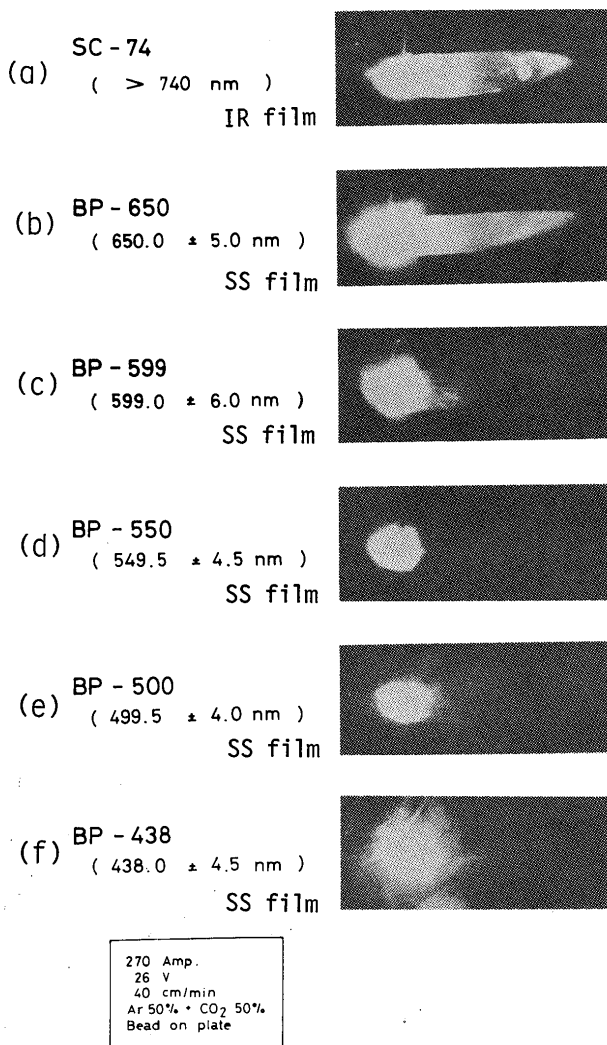 (a) SC-74
( > 740 nm )
IR film
(b) BP-650
( 650.0 ± 5.0 nm )
SS film
(c) BP-599
( 599.0 ± 6.0 nm )
SS film
(d) BP-550
( 549.5 ± 4.5 nm )
SS film
(e) BP-500
( 499.5 ± 4.0 nm )
SS film
(f) BP-438
( 438.0 ± 4.5 nm )
SS film
270 Amp.
26 V
40 cm/min
Ar 50% + CO2 50%
Bead on plate